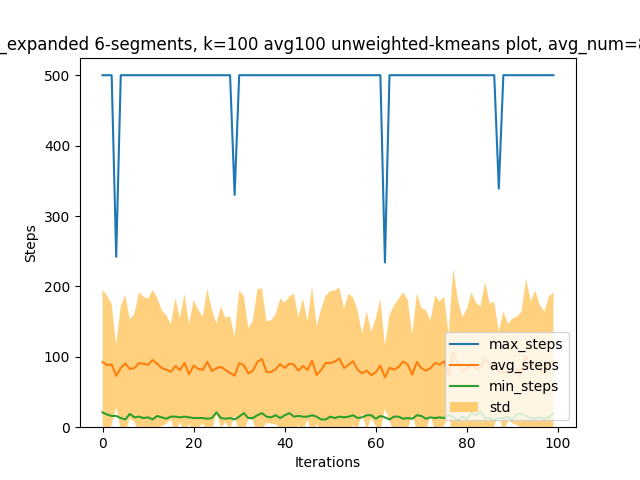 _expanded 6-segments, k=100 avg100 unweighted-kmeans plot, avg_num=8
500
400
300
200
100
0
Steps
max_steps
avg_steps
min_steps
std
0 20 40 60 80 100
Iterations